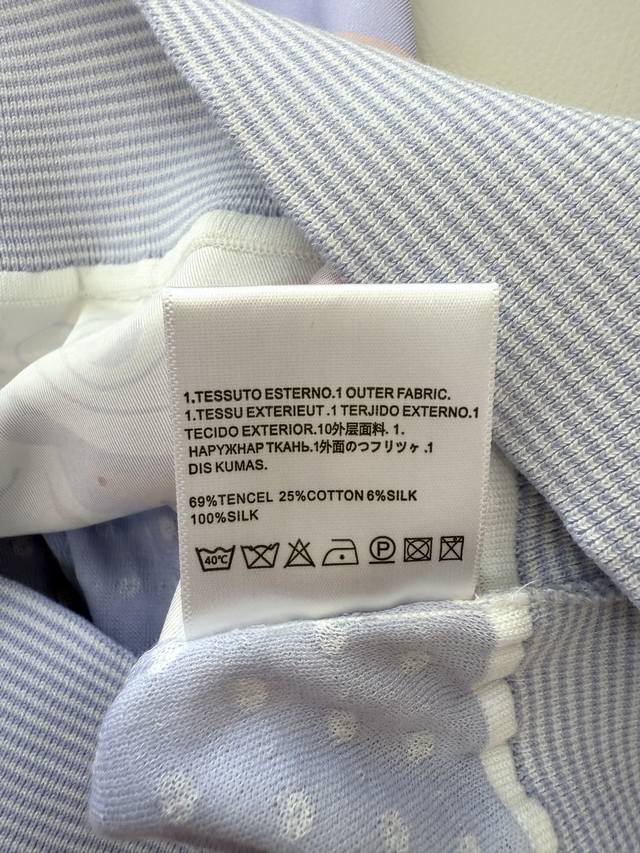 1.TESSUTO ESTERNO.1 OUTER FABRIC.
1.TESSU EXTERIEUT .1 TERJIDO EXTERNO.1
TECIDO EXTERIOR.10外层面料. 1.
НАРУЖНАР ТКАНЬ.1外面のつフリツヶ .1
DIS KUMAS.
69%TENCEL 25%COTTON 6%SILK
100%SILK
40℃ P